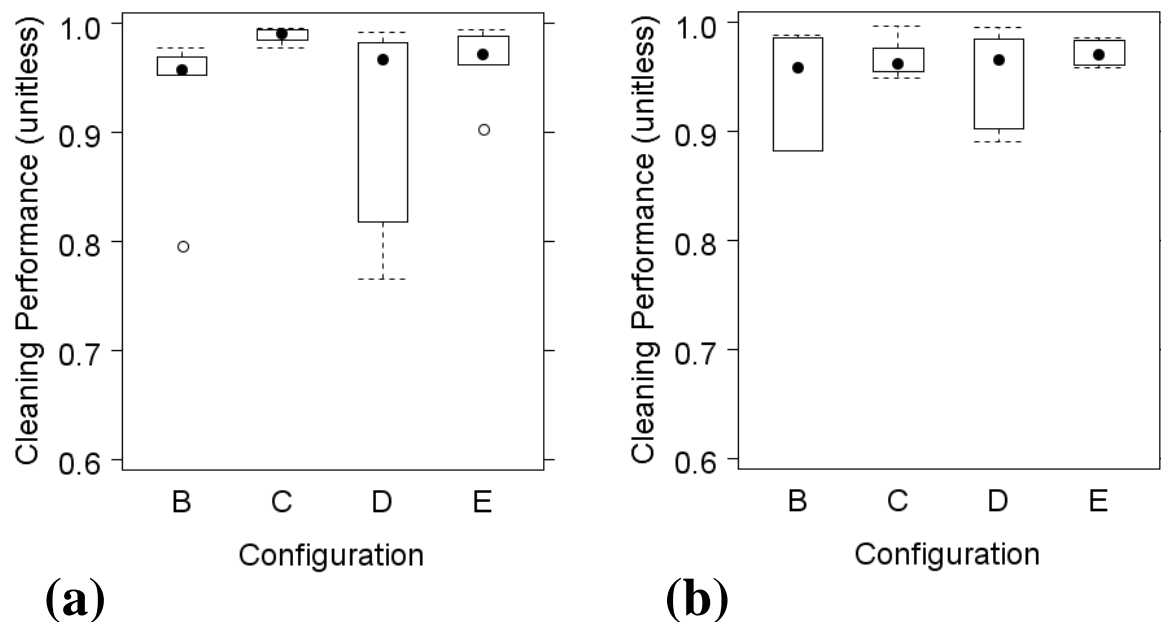 Cleaning Performance (unitless)
1.0
0.9
0.8
0.7
0.6
B C D E
Configuration
(a)
Cleaning Performance (unitless)
1.0
0.9
0.8
0.7
0.6
B C D E
Configuration
(b)